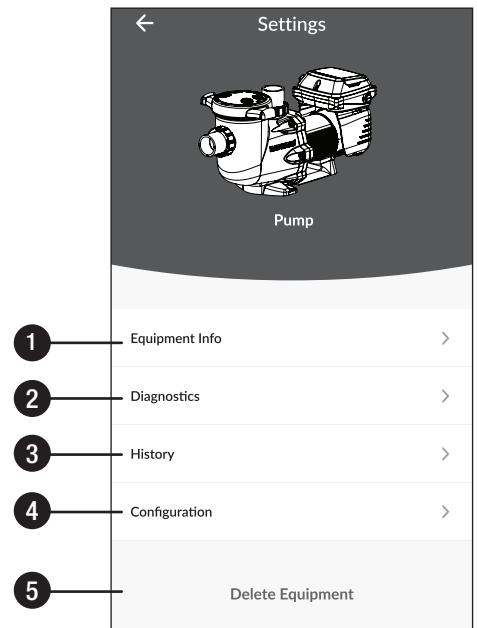 Settings
Pump
1 Equipment Info
2 Diagnostics
3 History
4 Configuration
5 Delete Equipment